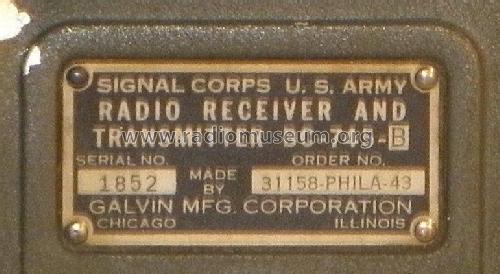 SIGNAL CORPS U. S. ARMY
RADIO RECEIVER AND
www.radiomuseum.org
SERIAL NO. ORDER NO.
1852 MADE BY 31158-PHILA-43
GALVIN MFG. CORPORATION
CHICAGO ILLINOIS